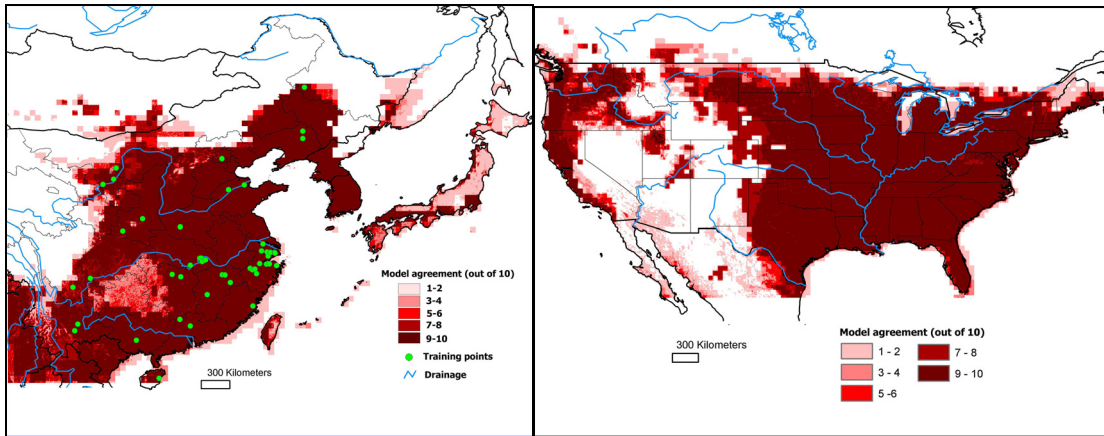 Model agreement (out of 10)
1-2
3-4
5-6
7-8
9-10
Training points
Drainage
300 Kilometers
Model agreement (out of 10)
300 Kilometers
1 - 2
3 - 4
5 -6
7 - 8
9 - 10